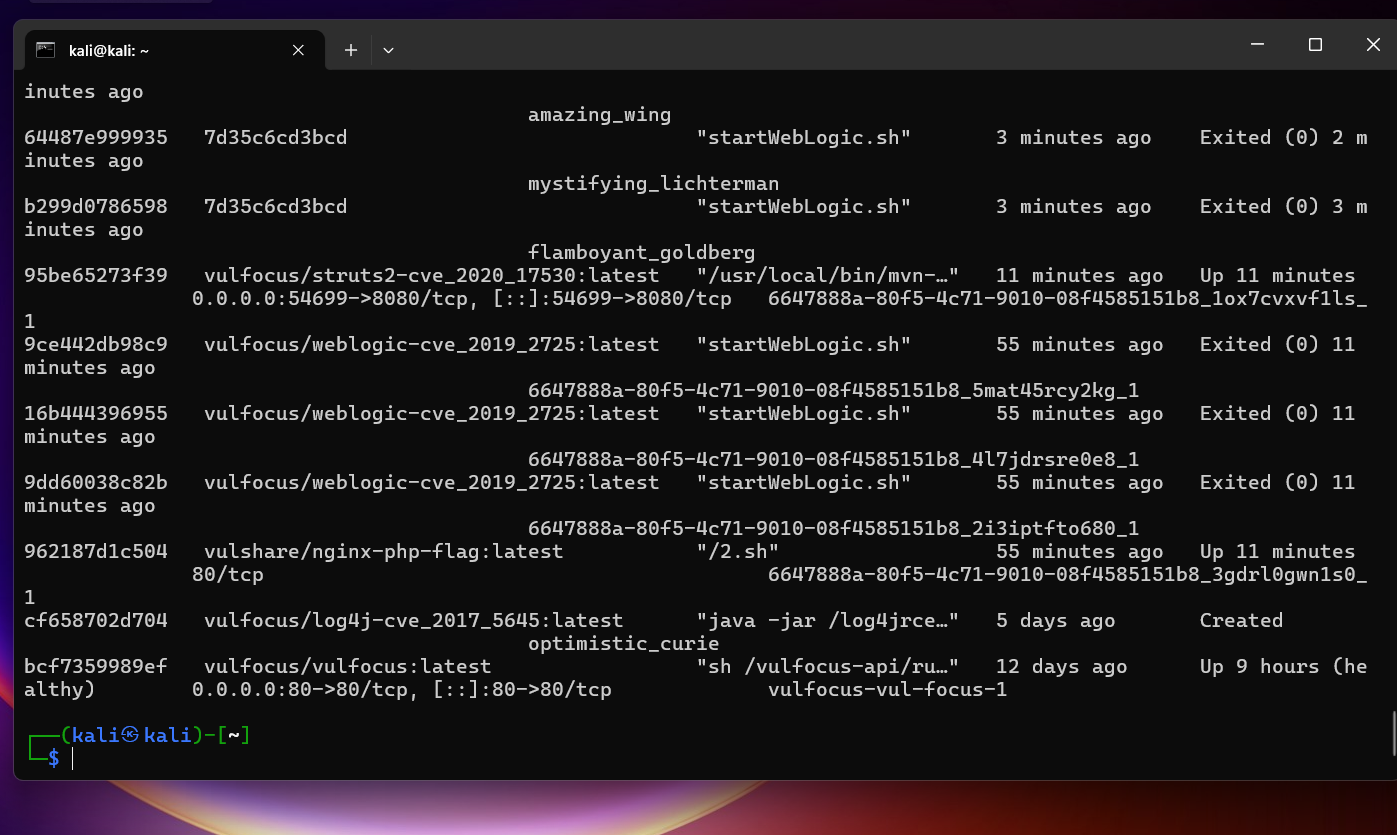 kali@kali: ~
inutes ago
amazing_wing
64487e999935   7d35c6cd3bcd                             "startWebLogic.sh"       3 minutes ago    Exited (0) 2 m
inutes ago
mystifying_lichterman
b299d0786598   7d35c6cd3bcd                             "startWebLogic.sh"       3 minutes ago    Exited (0) 3 m
inutes ago
flamboyant_goldberg
95be65273f39   vulfocus/struts2-cve_2020_17530:latest   "/usr/local/bin/mvn-…"   11 minutes ago   Up 11 minutes
0.0.0.0:54699->8080/tcp, [::]:54699->8080/tcp   6647888a-80f5-4c71-9010-08f4585151b8_1ox7cvxvf1ls_
1
9ce442db98c9   vulfocus/weblogic-cve_2019_2725:latest   "startWebLogic.sh"       55 minutes ago   Exited (0) 11
minutes ago
6647888a-80f5-4c71-9010-08f4585151b8_5mat45rcy2kg_1
16b444396955   vulfocus/weblogic-cve_2019_2725:latest   "startWebLogic.sh"       55 minutes ago   Exited (0) 11
minutes ago
6647888a-80f5-4c71-9010-08f4585151b8_4l7jdrsre0e8_1
9dd60038c82b   vulfocus/weblogic-cve_2019_2725:latest   "startWebLogic.sh"       55 minutes ago   Exited (0) 11
minutes ago
6647888a-80f5-4c71-9010-08f4585151b8_2i3iptfto680_1
962187d1c504   vulshare/nginx-php-flag:latest           "/2.sh"                  55 minutes ago   Up 11 minutes
80/tcp                                          6647888a-80f5-4c71-9010-08f4585151b8_3gdrl0gwn1s0_
1
cf658702d704   vulfocus/log4j-cve_2017_5645:latest      "java -jar /log4jrce…"   5 days ago       Created
optimistic_curie
bcf7359989ef   vulfocus/vulfocus:latest                 "sh /vulfocus-api/ru…"   12 days ago      Up 9 hours (he
althy)        0.0.0.0:80->80/tcp, [::]:80->80/tcp             vulfocus-vul-focus-1
┌──(kali㉿kali)-[~]
└─$